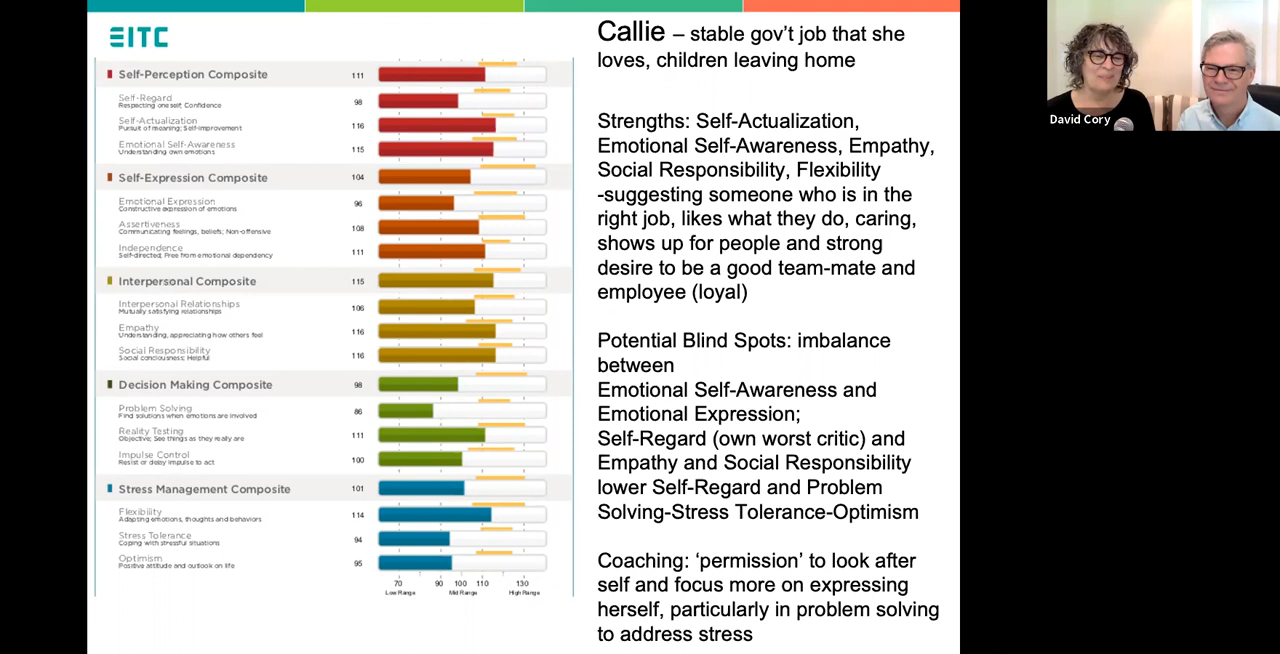 EITC
Self-Perception Composite 111
Self-Regard 98
Respecting oneself; Confidence
Self-Actualization 116
Pursuit of meaning; Self-improvement
Emotional Self-Awareness 115
Understanding own emotions
Self-Expression Composite 104
Emotional Expression 96
Constructive expression of emotions
Assertiveness 108
Communicating feelings, beliefs; Non-offensive
Independence 111
Self-directed; Free from emotional dependency
Interpersonal Composite 115
Interpersonal Relationships 106
Mutually satisfying relationships
Empathy 116
Understanding, appreciating how others feel
Social Responsibility 116
Social conciousness; Helpful
Decision Making Composite 98
Problem Solving 86
Find solutions when emotions are involved
Reality Testing 111
Objective; See things as they really are
Impulse Control 100
Resist or delay impulse to act
Stress Management Composite 101
Flexibility 114
Adapting emotions, thoughts and behaviors
Stress Tolerance 94
Coping with stressful situations
Optimism 95
Positive attitude and outlook on life
70 90 100 110 130
Low Range Mid Range High Range
Callie – stable gov't job that she
loves, children leaving home
Strengths: Self-Actualization,
Emotional Self-Awareness, Empathy,
Social Responsibility, Flexibility
-suggesting someone who is in the
right job, likes what they do, caring,
shows up for people and strong
desire to be a good team-mate and
employee (loyal)
Potential Blind Spots: imbalance
between
Emotional Self-Awareness and
Emotional Expression;
Self-Regard (own worst critic) and
Empathy and Social Responsibility
lower Self-Regard and Problem
Solving-Stress Tolerance-Optimism
Coaching: ‘permission’ to look after
self and focus more on expressing
herself, particularly in problem solving
to address stress
David Cory